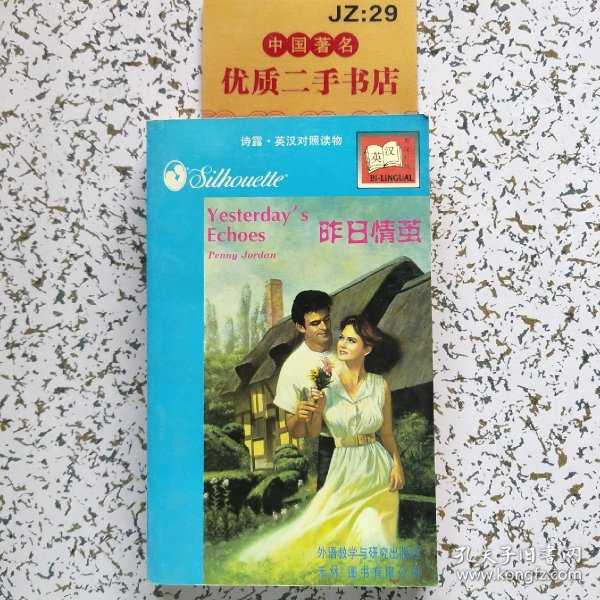 JZ:29
中国著名
优质二手书店
诗露·英汉对照读物
Silhouette
英汉
BI-LINGUAL
Yesterday's
Echoes
昨日情茧
Penny Jordan
外语教学与研究出版社
禾林图书有限公司
孔夫子旧书网
www.kongfz.com